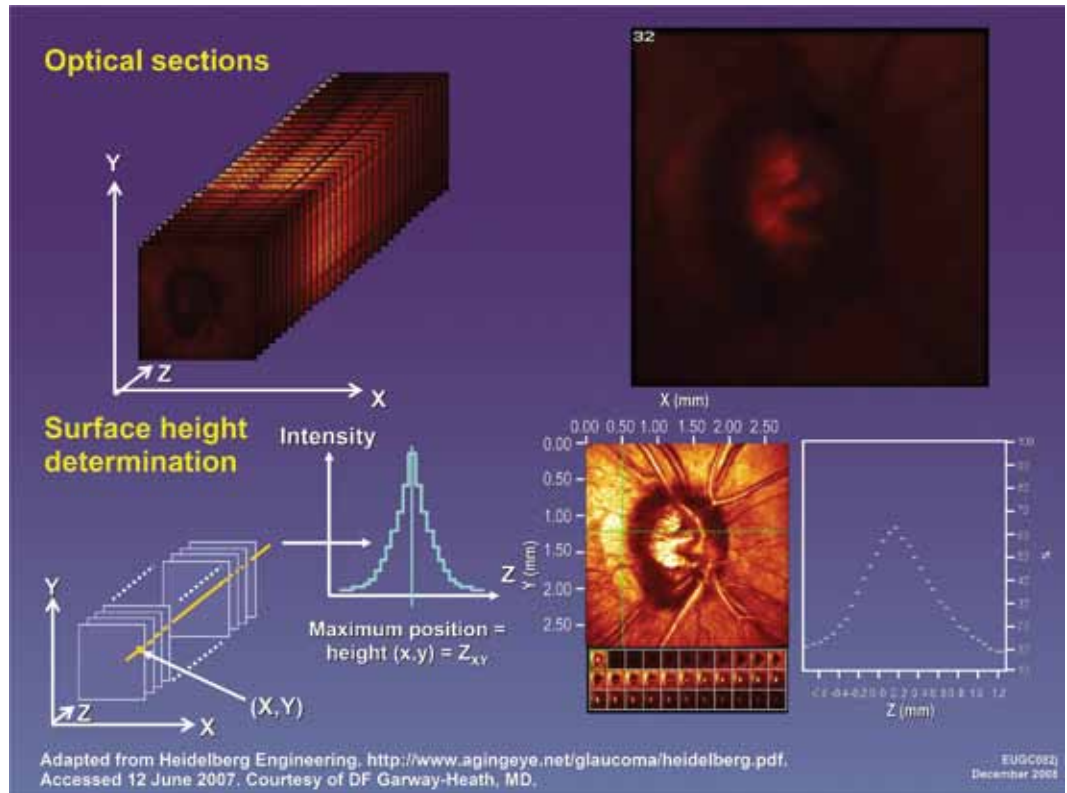 Optical sections
32
Y
Z
X
Surface height
determination
Intensity
Z
Maximum position =
height (x,y) = Z_XY
Y
Z
X
(X,Y)
X (mm)
0.00 0.50 1.00 1.50 2.00 2.50
Y (mm)
0.00
0.50
1.00
1.50
2.00
2.50
Z (mm)
Adapted from Heidelberg Engineering. http://www.agingeye.net/glaucoma/heidelberg.pdf.
Accessed 12 June 2007. Courtesy of DF Garway-Heath, MD.
December 2008